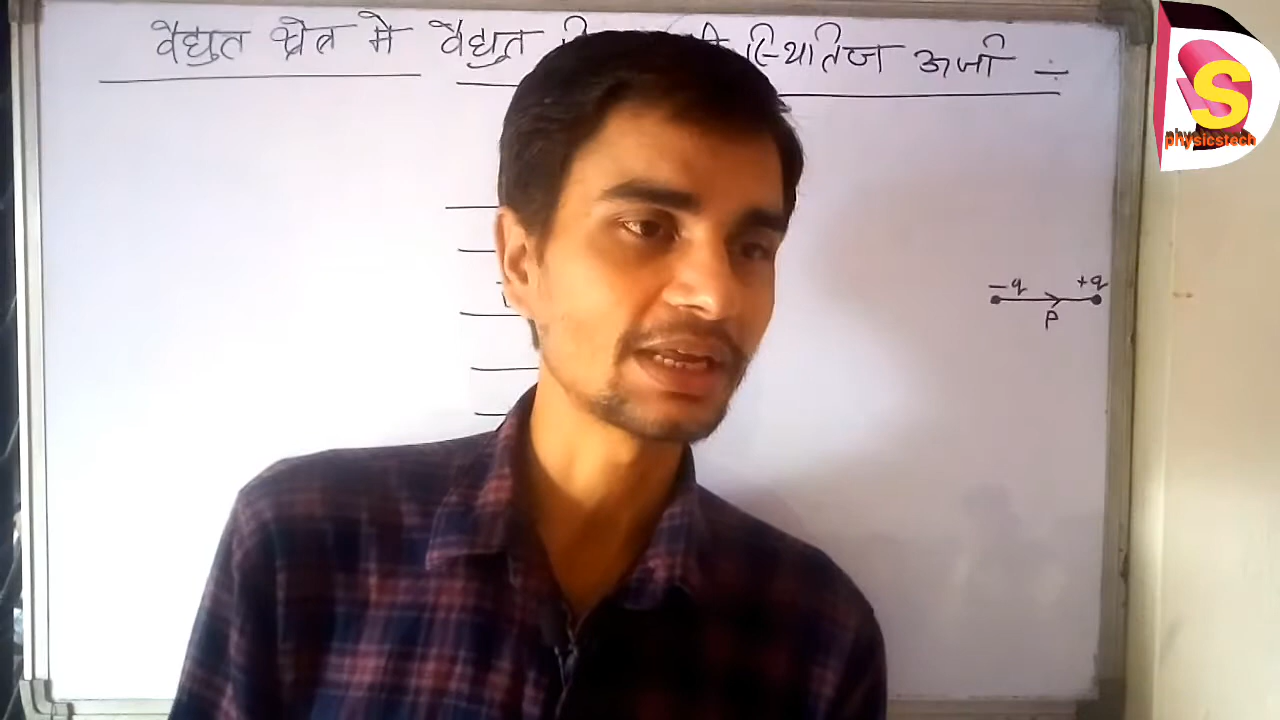 वैद्युत क्षेत्र मे वैद्युत स्थितिज ऊर्जा ÷
-q +q
P
S
physicstech